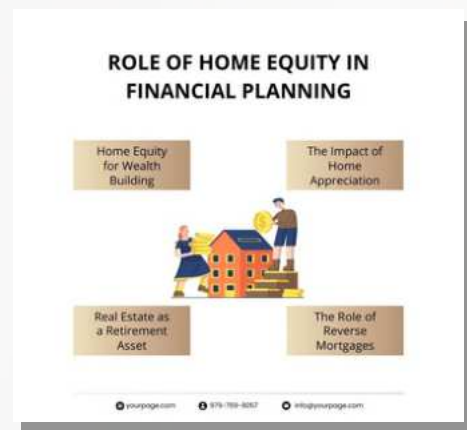 ROLE OF HOME EQUITY IN
FINANCIAL PLANNING
Home Equity
for Wealth
Building
The Impact of
Home
Appreciation
Real Estate as
a Retirement
Asset
The Role of
Reverse
Mortgages
yourpage.com
info@yourpage.com